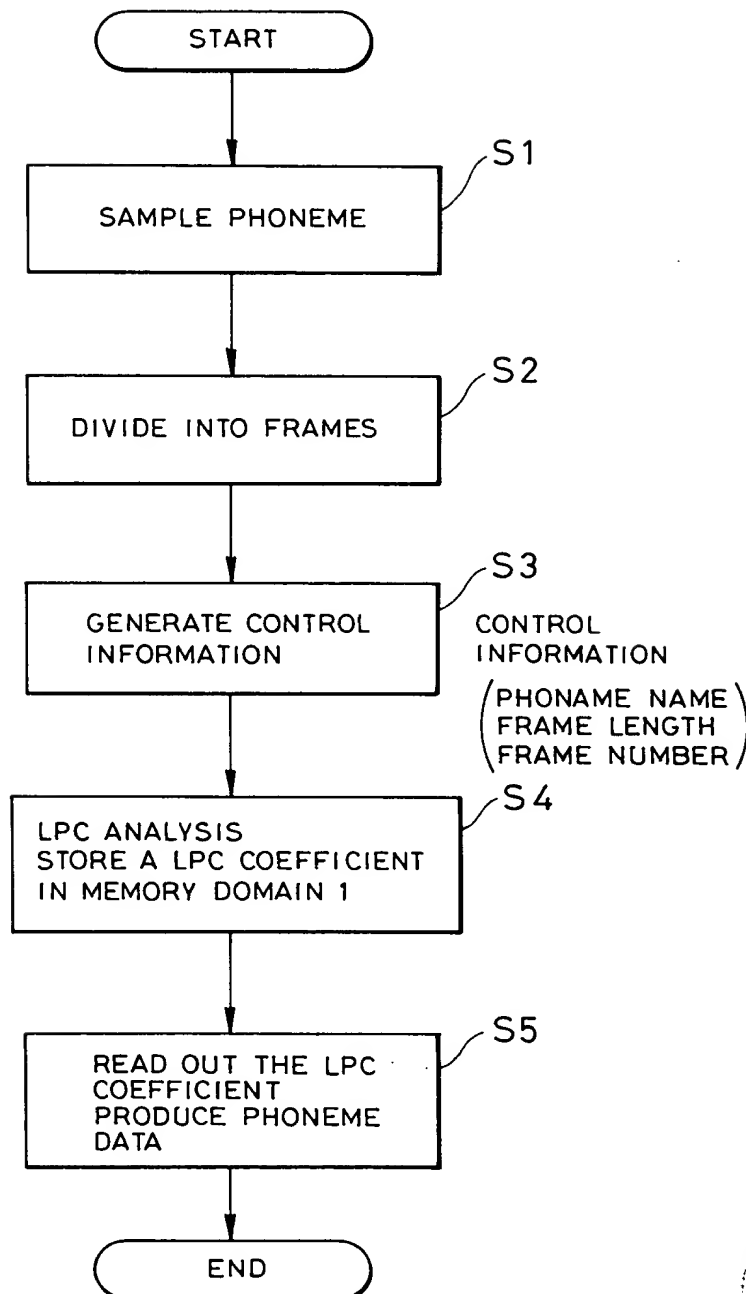 START
S1
SAMPLE PHONEME
S2
DIVIDE INTO FRAMES
S3
GENERATE CONTROL
INFORMATION
CONTROL
INFORMATION
(PHONAME NAME
FRAME LENGTH
FRAME NUMBER)
S4
LPC ANALYSIS
STORE A LPC COEFFICIENT
IN MEMORY DOMAIN 1
S5
READ OUT THE LPC
COEFFICIENT
PRODUCE PHONEME
DATA
END